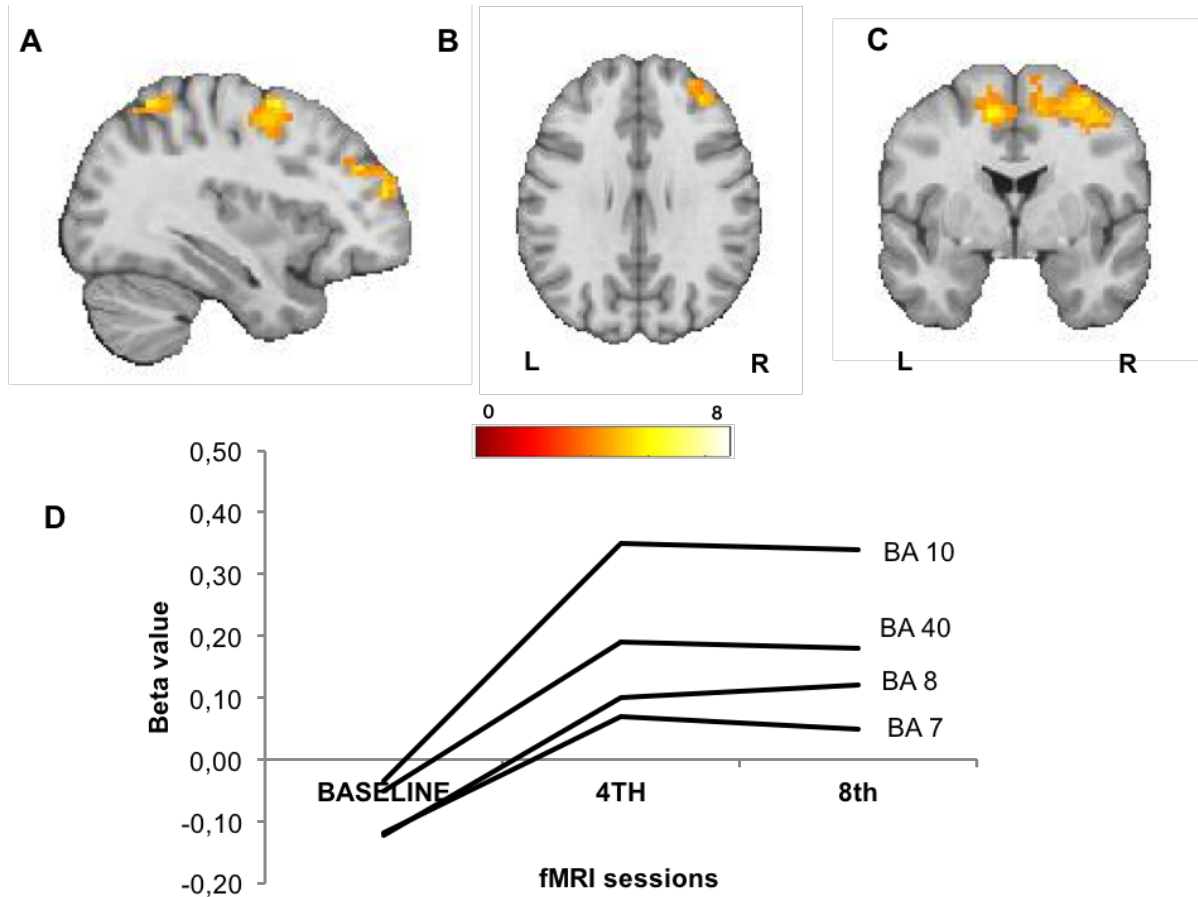 A
B
C
L
R
L
R
0
8
D
0,50
0,40
0,30
0,20
0,10
0,00
-0,10
-0,20
Beta value
BA 10
BA 40
BA 8
BA 7
BASELINE
4TH
8th
fMRI sessions